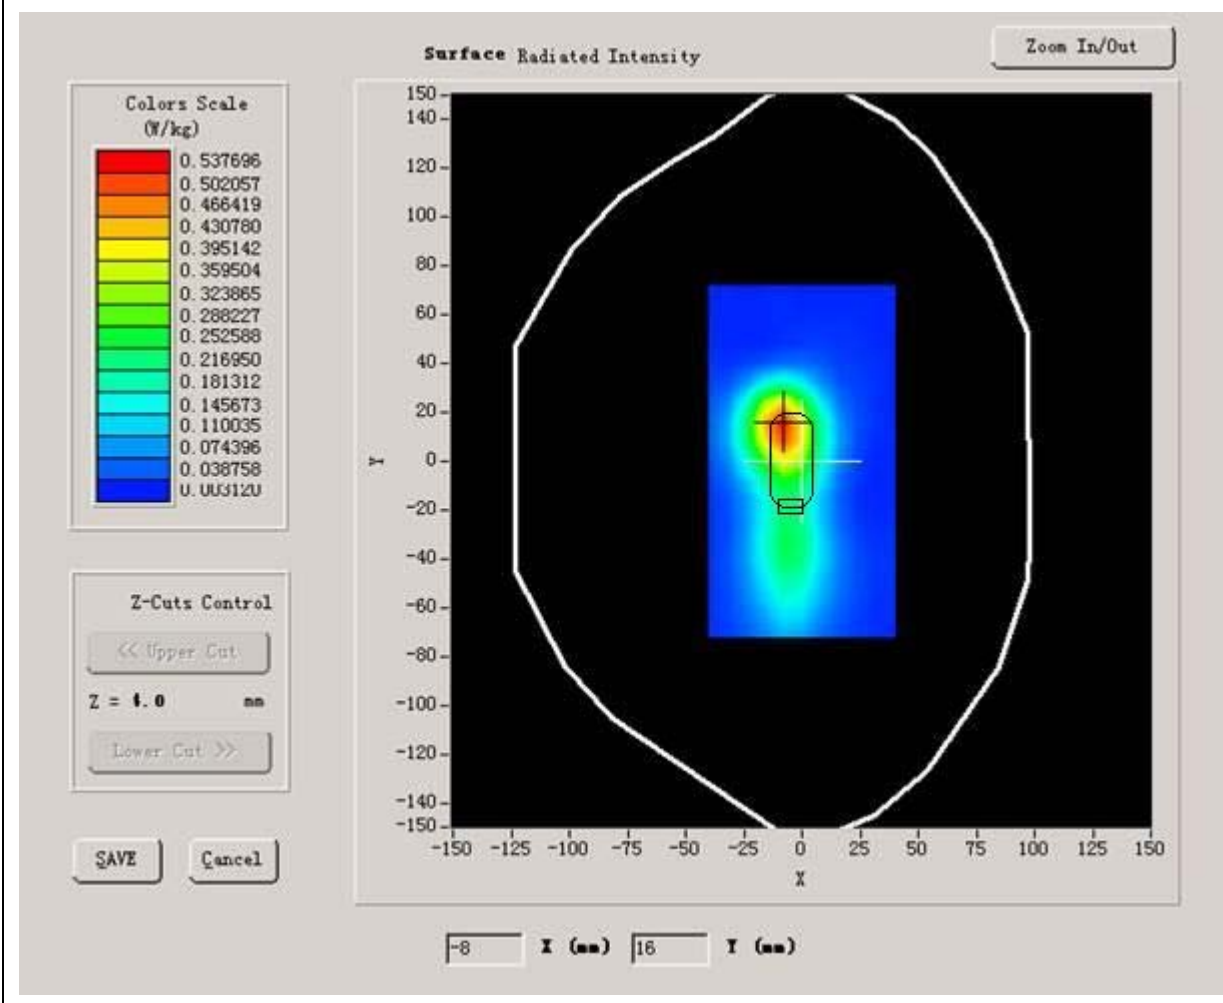 Surface Radiated Intensity
Zoom In/Out
Colors Scale
(W/kg)
0.537696
0.502057
0.466419
0.430780
0.395142
0.359504
0.323865
0.288227
0.252588
0.216950
0.181312
0.145673
0.110035
0.074396
0.038758
0.003120
Z-Cuts Control
<< Upper Cut
Z = mm
Lower Cut >>
SAVE
Cancel
150
140
120
100
80
60
40
20
0
-20
-40
-60
-80
-100
-120
-140
-150
Y
-150 -125 -100 -75 -50 -25 0 25 50 75 100 125 150
X
-8 X (mm) 16 Y (mm)